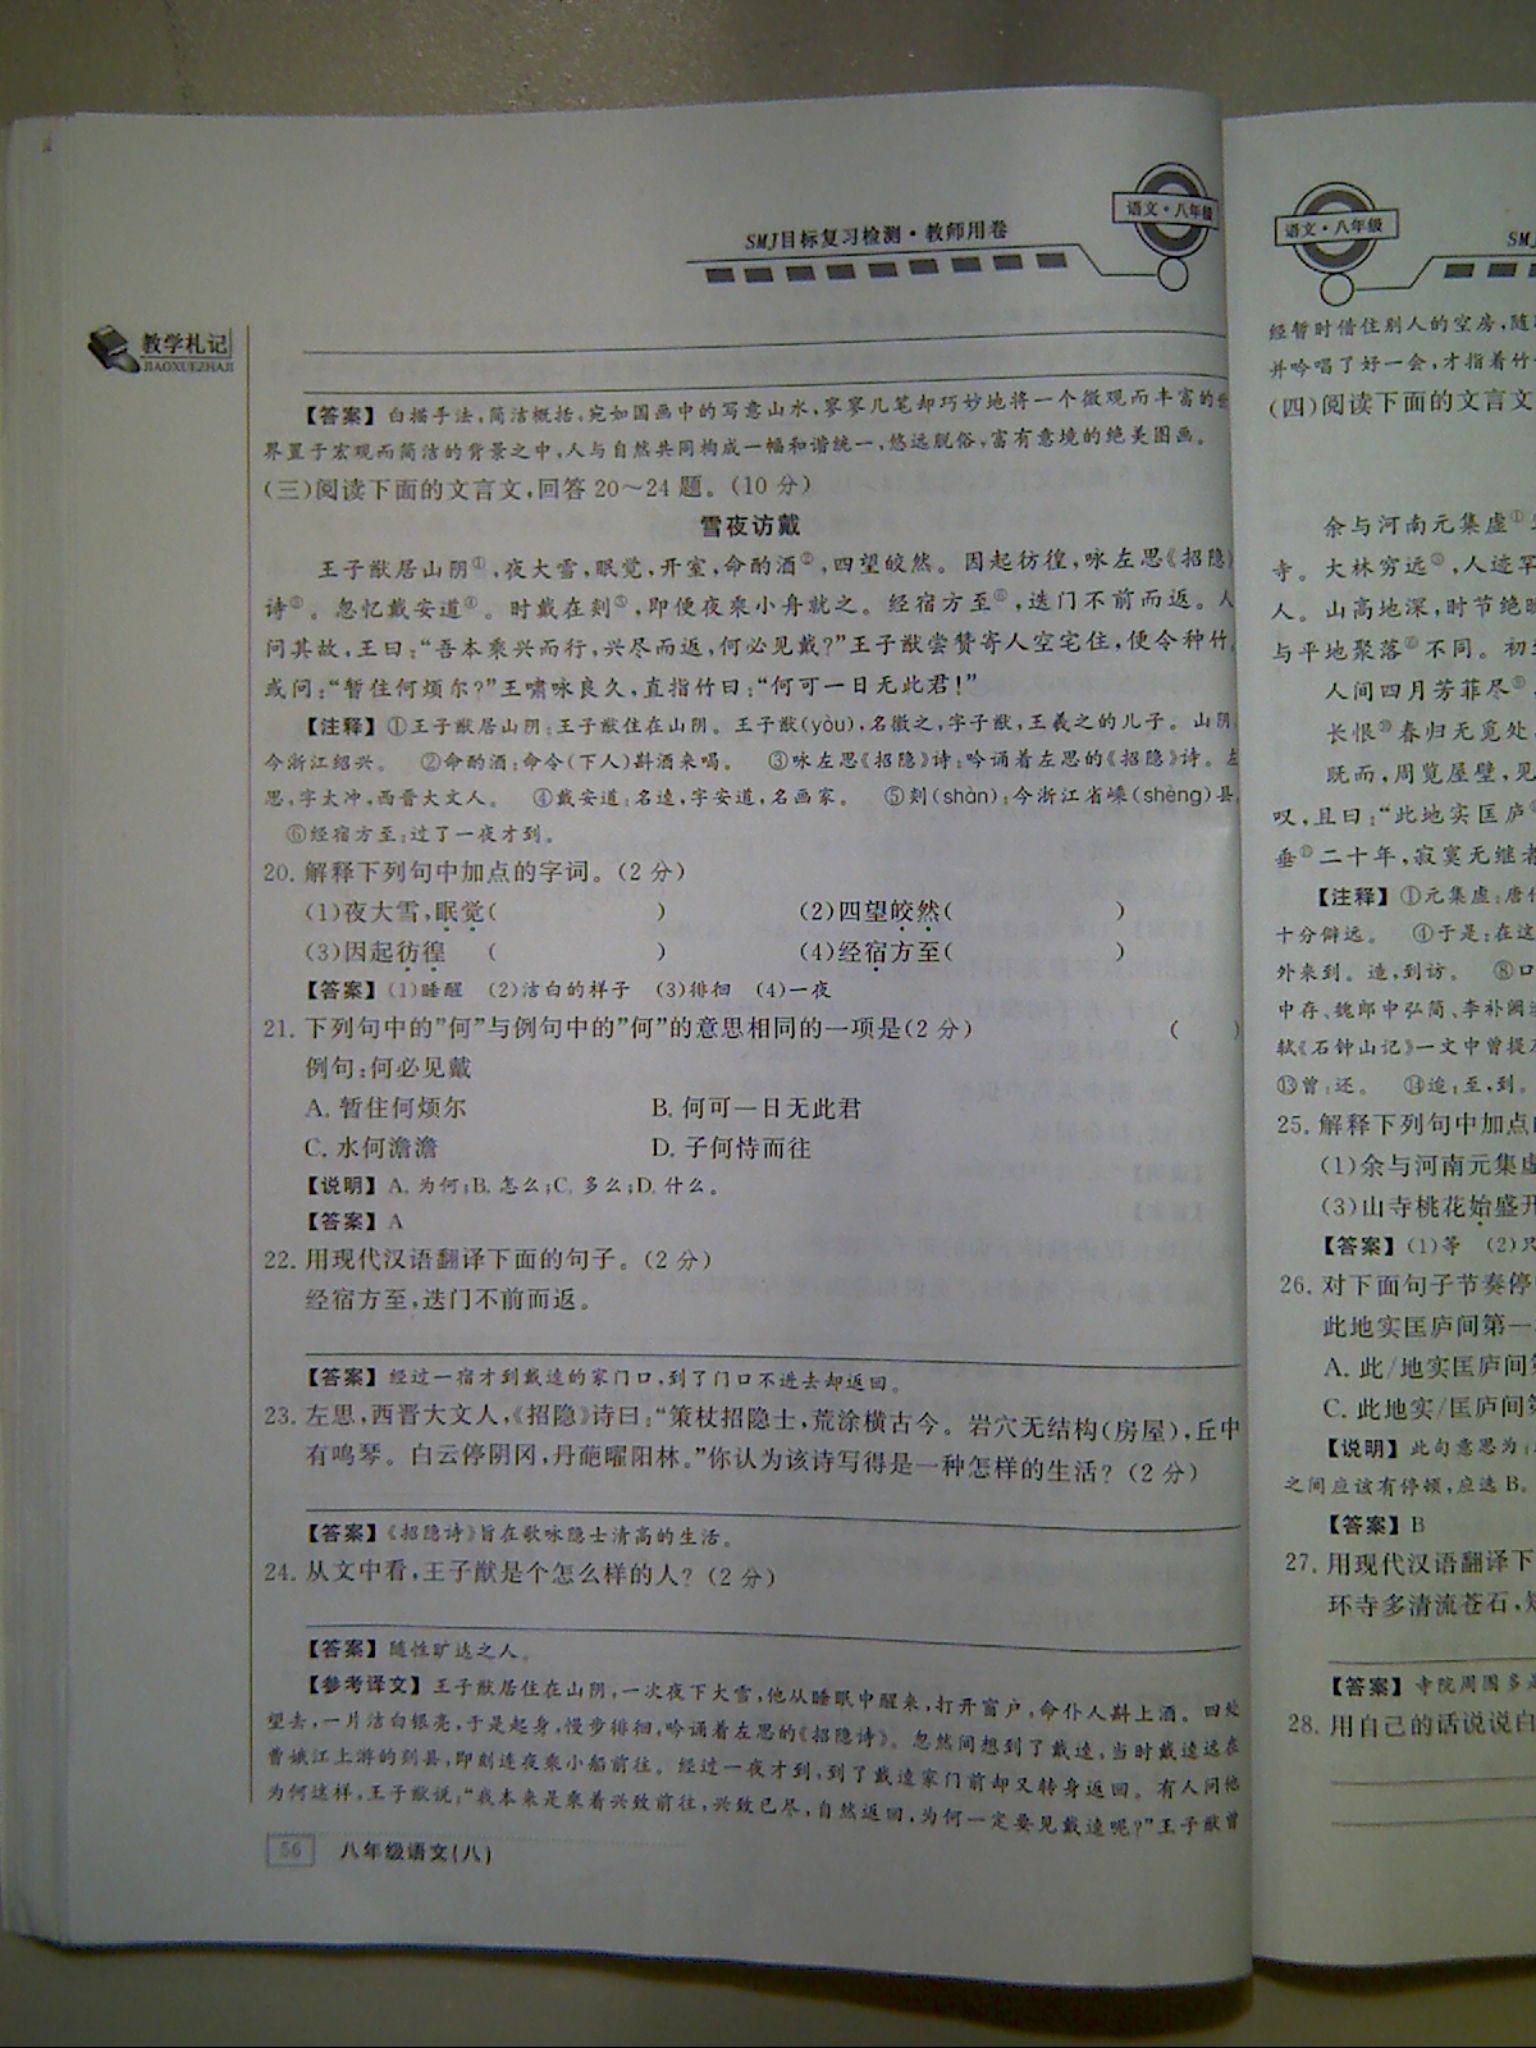 SMJ目标复习检测·教师用卷
语文·八年级
教学札记
JIAOXUEZHAJI
【答案】白描手法,简洁概括,宛如国画中的写意山水,寥寥几笔却巧妙地将一个微观而丰富的世
界置于宏观而简洁的背景之中,人与自然共同构成一幅和谐统一,悠远脱俗,富有意境的绝美图画。
(三)阅读下面的文言文,回答20～24题。(10分)
雪夜访戴
王子猷居山阴①,夜大雪,眠觉,开室,命酌酒②,四望皎然。因起彷徨,咏左思《招隐》
诗③。忽忆戴安道④。时戴在剡⑤,即便夜乘小舟就之。经宿方至⑥,迭门不前而返。人
问其故,王曰:“吾本乘兴而行,兴尽而返,何必见戴?”王子猷尝赞寄人空宅住,便令种竹。
或问:“暂住何烦尔?”王啸咏良久,直指竹曰:“何可一日无此君!”
【注释】①王子猷居山阴:王子猷住在山阴。王子猷(yòu),名徽之,字子猷,王羲之的儿子。山阴,
今浙江绍兴。 ②命酌酒:命令(下人)斟酒来喝。 ③咏左思《招隐》诗:吟诵着左思的《招隐》诗。左
思,字太冲,西晋大文人。 ④戴安道:名逵,字安道,名画家。 ⑤剡(shàn):今浙江省嵊(shèng)县。
⑥经宿方至:过了一夜才到。
20. 解释下列句中加点的字词。(2分)
(1)夜大雪,眠觉( ) (2)四望皎然( )
(3)因起彷徨 ( ) (4)经宿方至( )
【答案】(1)睡醒 (2)洁白的样子 (3)徘徊 (4)一夜
21. 下列句中的”何”与例句中的”何”的意思相同的一项是(2分) ( )
例句:何必见戴
A. 暂住何烦尔 B. 何可一日无此君
C. 水何澹澹 D. 子何恃而往
【说明】A. 为何;B. 怎么;C. 多么;D. 什么。
【答案】A
22. 用现代汉语翻译下面的句子。(2分)
经宿方至,迭门不前而返。
【答案】经过一宿才到戴逵的家门口,到了门口不进去却返回。
23. 左思,西晋大文人,《招隐》诗曰:“策杖招隐士,荒涂横古今。岩穴无结构(房屋),丘中
有鸣琴。白云停阴冈,丹葩曜阳林。”你认为该诗写得是一种怎样的生活?(2分)
【答案】《招隐诗》旨在歌咏隐士清高的生活。
24. 从文中看,王子猷是个怎么样的人?(2分)
【答案】随性旷达之人。
【参考译文】王子猷居住在山阴,一次夜下大雪,他从睡眠中醒来,打开窗户,命仆人斟上酒。四处
望去,一片洁白银亮,于是起身,慢步徘徊,吟诵着左思的《招隐诗》。忽然间想到了戴逵,当时戴逵远在
曹娥江上游的剡县,即刻连夜乘小船前往。经过一夜才到,到了戴逵家门前却又转身返回。有人问他
为何这样,王子猷说:“我本来是乘着兴致前往,兴致已尽,自然返回,为何一定要见戴逵呢?”王子猷曾
56 八年级语文(八)
语文·八年级
SMJ
经暂时借住别人的空房,随
并吟唱了好一会,才指着竹
(四)阅读下面的文言文
余与河南元集虚①
寺。大林穷远③,人迹罕
人。山高地深,时节绝晚
与平地聚落⑦不同。初
人间四月芳菲尽⑨
长恨⑩春归无觅处
既而,周览屋壁,见
叹,且曰:“此地实匡庐
垂⑪二十年,寂寞无继者
【注释】①元集虚:唐代
十分僻远。 ④于是:在这
外来到。造,到访。 ⑧口
中存、魏郎中弘简、李补阙
轼《石钟山记》一文中曾提
⑬曾:还。 ⑭迨:至,到。
25. 解释下列句中加点
(1)余与河南元集虚
(3)山寺桃花始盛开
【答案】(1)等 (2)只
26. 对下面句子节奏停
此地实匡庐间第一
A. 此/地实匡庐间第
C. 此地实/匡庐间第
【说明】此句意思为:
之间应该有停顿,应选B。
【答案】B
27. 用现代汉语翻译下
环寺多清流苍石,
【答案】寺院周围多
28. 用自己的话说说白